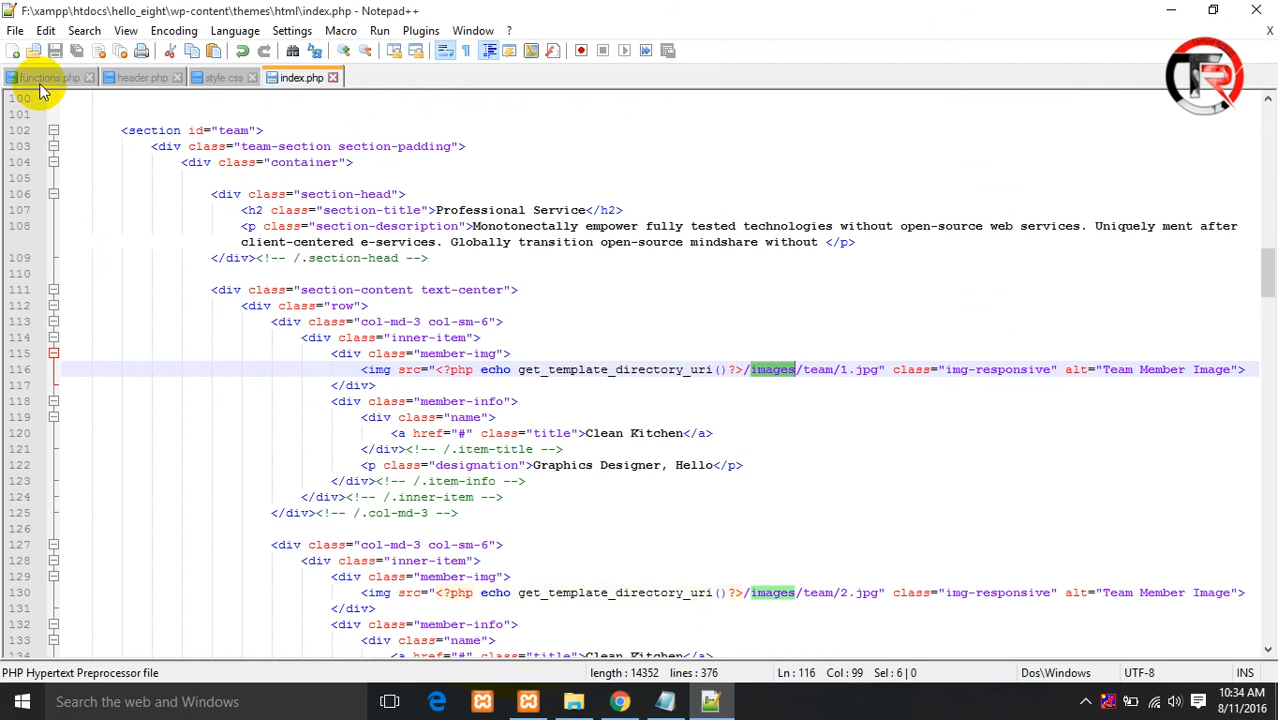 F:\xampp\htdocs\hello_eight\wp-content\themes\html\index.php - Notepad++
File Edit Search View Encoding Language Settings Macro Run Plugins Window ? X
functions.php header.php style.css index.php
TR
100
101
102 <section id="team">
103 <div class="team-section section-padding">
104 <div class="container">
105
106 <div class="section-head">
107 <h2 class="section-title">Professional Service</h2>
108 <p class="section-description">Monotonectally empower fully tested technologies without open-source web services. Uniquely ment after
client-centered e-services. Globally transition open-source mindshare without </p>
109 </div><!-- /.section-head -->
110
111 <div class="section-content text-center">
112 <div class="row">
113 <div class="col-md-3 col-sm-6">
114 <div class="inner-item">
115 <div class="member-img">
116 <img src="<?php echo get_template_directory_uri()?>/images/team/1.jpg" class="img-responsive" alt="Team Member Image">
117 </div>
118 <div class="member-info">
119 <div class="name">
120 <a href="#" class="title">Clean Kitchen</a>
121 </div><!-- /.item-title -->
122 <p class="designation">Graphics Designer, Hello</p>
123 </div><!-- /.item-info -->
124 </div><!-- /.inner-item -->
125 </div><!-- /.col-md-3 -->
126
127 <div class="col-md-3 col-sm-6">
128 <div class="inner-item">
129 <div class="member-img">
130 <img src="<?php echo get_template_directory_uri()?>/images/team/2.jpg" class="img-responsive" alt="Team Member Image">
131 </div>
132 <div class="member-info">
133 <div class="name">
134 <a href="#" class="title">Clean Kitchen</a>
PHP Hypertext Preprocessor file length : 14352 lines : 376 Ln : 116 Col : 99 Sel : 6 | 0 Dos\Windows UTF-8 INS
Search the web and Windows
10:34 AM
8/11/2016